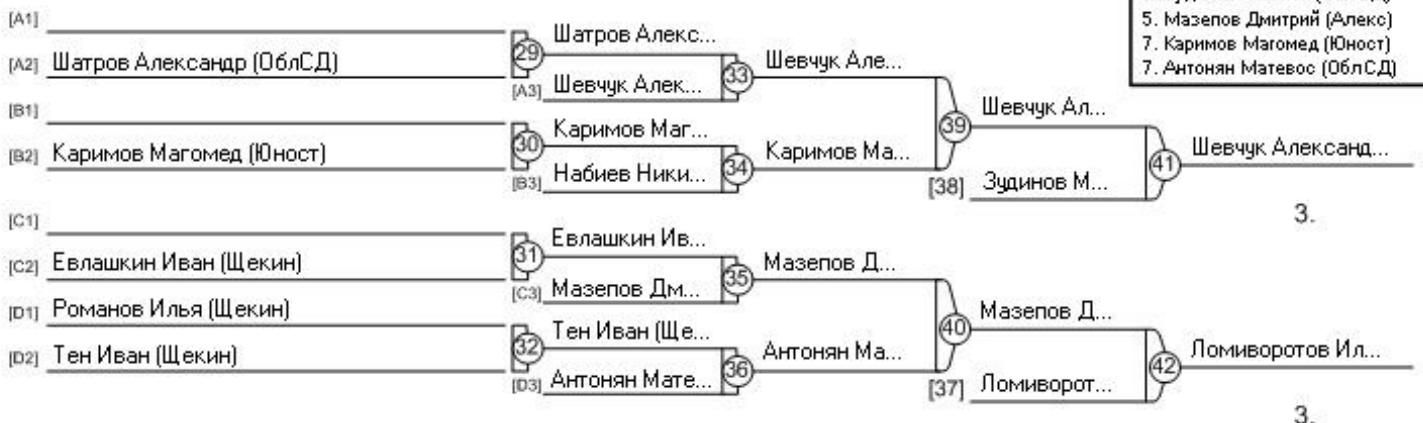 5. Мазепов Дмитрий (Алекс)
7. Каримов Магомед (Юност)
7. Антонян Матевос (ОблСД)
[A1]
[A2] Шатров Александр (ОблСД)
29
Шатров Алекс...
[A3] Шевчук Алек...
33
Шевчук Але...
[B1]
[B2] Каримов Магомед (Юност)
30
Каримов Маг...
[B3] Набиев Ники...
34
Каримов Ма...
39
Шевчук Ал...
[38] Зудинов М...
41
Шевчук Александ...
3.
[C1]
[C2] Евлашкин Иван (Щекин)
31
Евлашкин Ив...
[C3] Мазепов Дм...
35
Мазепов Д...
[D1] Романов Илья (Щекин)
[D2] Тен Иван (Щекин)
32
Тен Иван (Ще...
[D3] Антонян Мате...
36
Антонян Ма...
40
Мазепов Д...
[37] Ломиворот...
42
Ломиворотов Ил...
3.